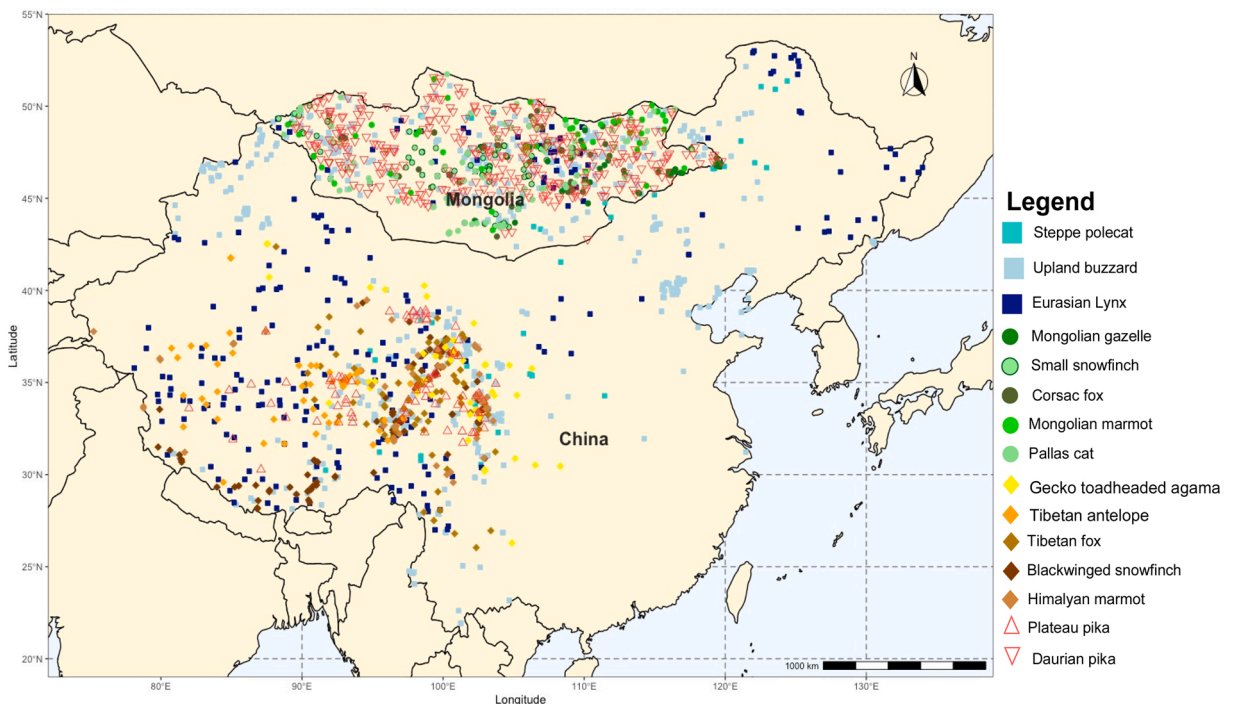 55°N
50°N
45°N
40°N
35°N
30°N
25°N
20°N
Latitude
N
Mongolia
China
1000 km
80°E
90°E
100°E
110°E
120°E
130°E
Longitude
Legend
Steppe polecat
Upland buzzard
Eurasian Lynx
Mongolian gazelle
Small snowfinch
Corsac fox
Mongolian marmot
Pallas cat
Gecko toadheaded agama
Tibetan antelope
Tibetan fox
Blackwinged snowfinch
Himalyan marmot
Plateau pika
Daurian pika